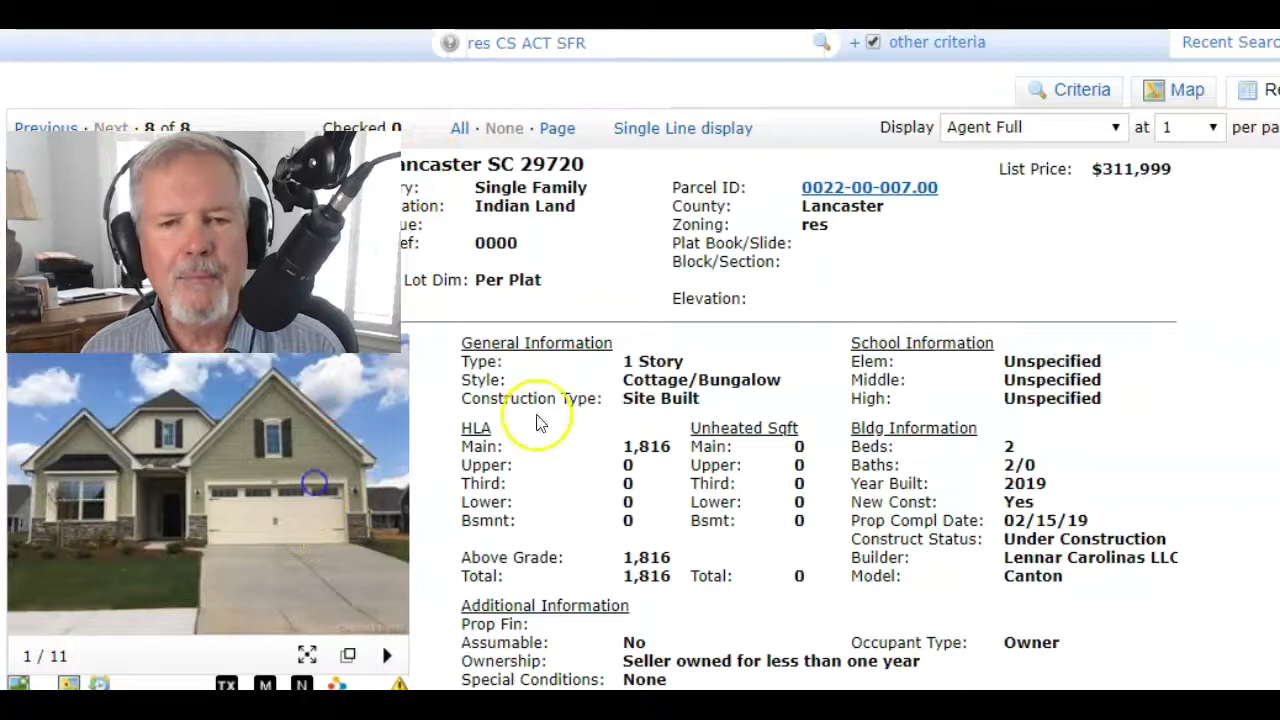 res CS ACT SFR
+ other criteria
Recent Searc
Criteria
Map
Re
Previous · Next · 8 of 8
Checked 0
All · None · Page
Single Line display
Display
Agent Full
at
1
per pa
ancaster SC 29720
List Price: $311,999
ry: Single Family
Parcel ID: 0022-00-007.00
ation: Indian Land
County: Lancaster
ue:
Zoning: res
ef: 0000
Plat Book/Slide:
Block/Section:
Lot Dim: Per Plat
Elevation:
General Information
School Information
Type: 1 Story
Elem: Unspecified
Style: Cottage/Bungalow
Middle: Unspecified
Construction Type: Site Built
High: Unspecified
HLA
Unheated Sqft
Bldg Information
Main: 1,816 Main: 0
Beds: 2
Upper: 0 Upper: 0
Baths: 2/0
Third: 0 Third: 0
Year Built: 2019
Lower: 0 Lower: 0
New Const: Yes
Bsmnt: 0 Bsmt: 0
Prop Compl Date: 02/15/19
Construct Status: Under Construction
Above Grade: 1,816
Builder: Lennar Carolinas LLC
Total: 1,816 Total: 0
Model: Canton
Additional Information
Prop Fin:
Assumable: No
Occupant Type: Owner
Ownership: Seller owned for less than one year
Special Conditions: None
1 / 11
TX M N